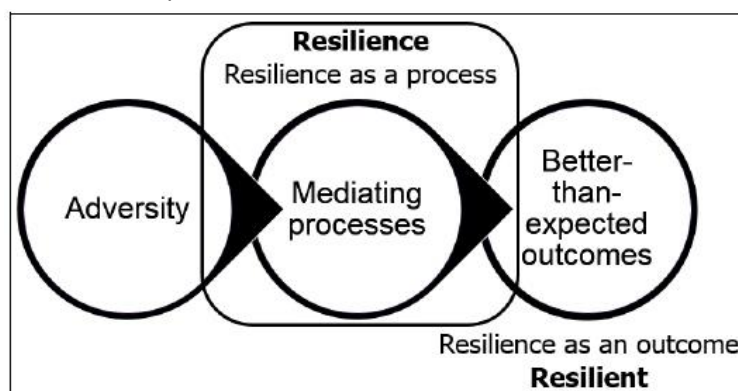 Resilience
Resilience as a process
Adversity
Mediating
processes
Better-
than-
expected
outcomes
Resilience as an outcome
Resilient